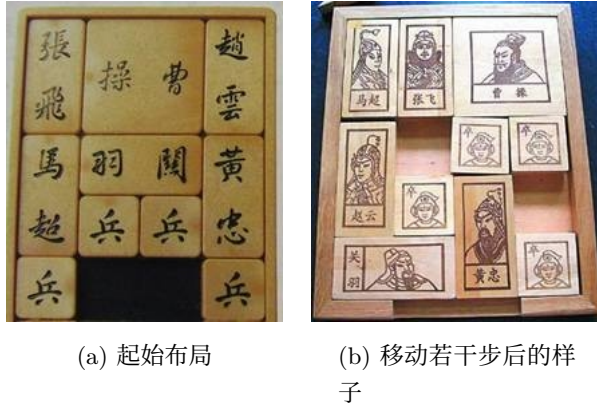 張飛
操曹
趙雲
馬超
羽關
黃忠
兵
兵
兵
兵
(a) 起始布局
马超
张飞
曹操
赵云
卒
卒
卒
关羽
黄忠
卒
(b) 移动若干步后的样
子